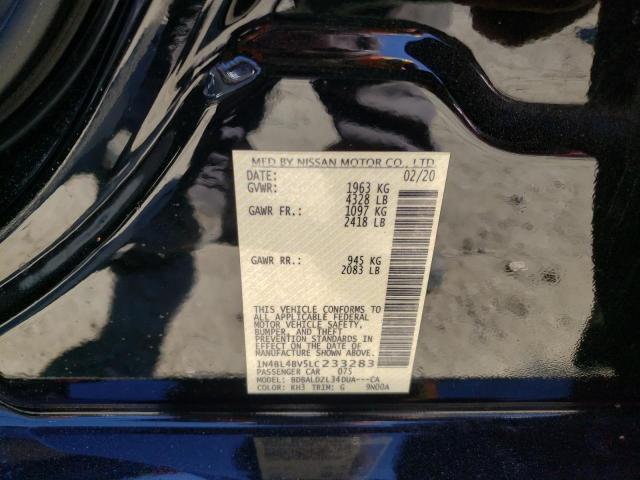 MFD BY NISSAN MOTOR CO., LTD
DATE: 02/20
GVWR: 1963 KG
4328 LB
GAWR FR.: 1097 KG
2418 LB
GAWR RR.: 945 KG
2083 LB
THIS VEHICLE CONFORMS TO
ALL APPLICABLE FEDERAL
MOTOR VEHICLE SAFETY,
BUMPER, AND THEFT
PREVENTION STANDARDS IN
EFFECT ON THE DATE OF
MANUFACTURE SHOWN ABOVE.
1N4BL4BV5LC233283
PASSENGER CAR 075
MODEL: BDBALDZL34DUA---CA
COLOR: KH3 TRIM: G 9N00A